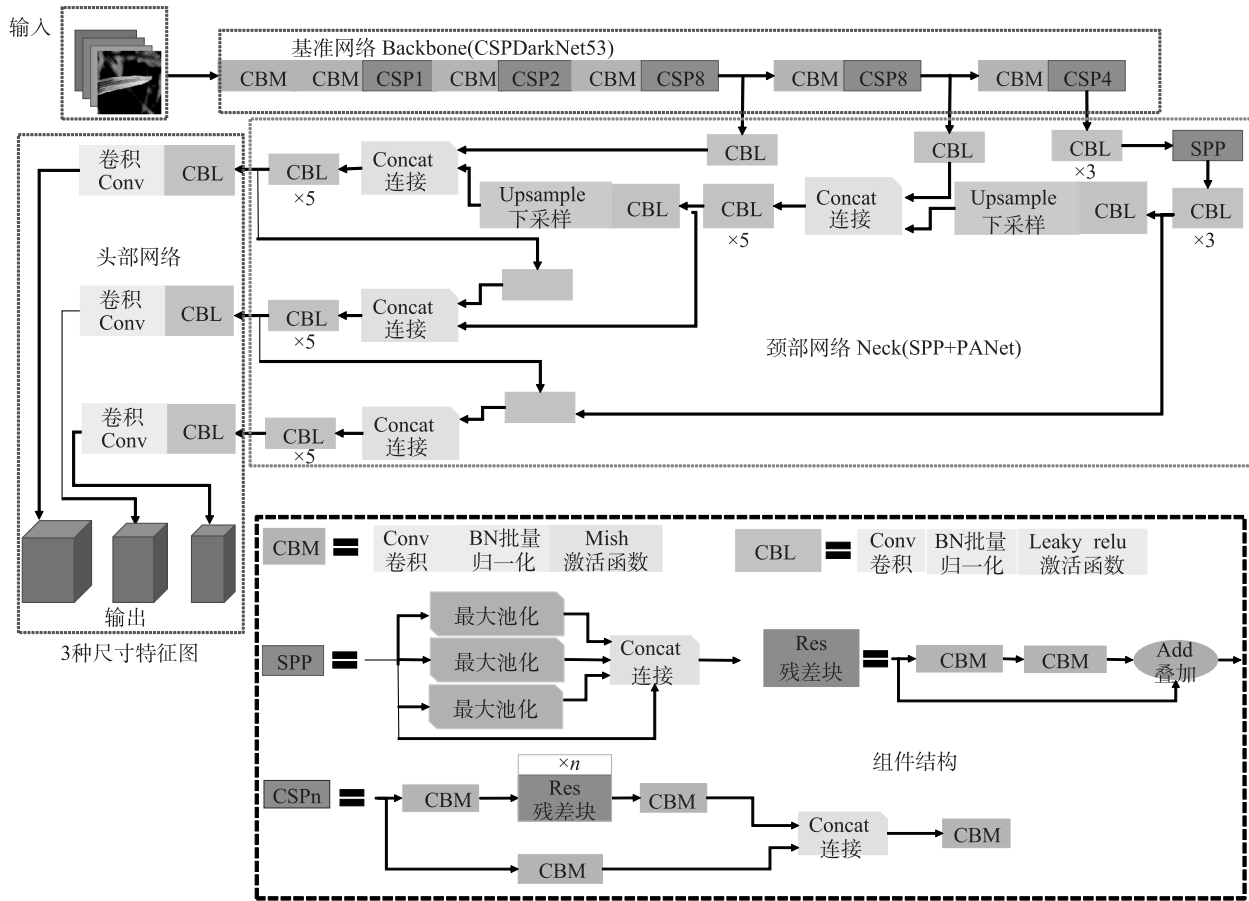 输入
基准网络 Backbone(CSPDarkNet53)
CBM CBM CSP1 CBM CSP2 CBM CSP8 CBM CSP8 CBM CSP4
卷积
Conv
CBL
CBL
×5
Concat
连接
CBL
CBL
CBL
×3
SPP
Upsample
下采样
CBL
CBL
×5
Concat
连接
Upsample
下采样
CBL
CBL
×3
头部网络
卷积
Conv
CBL
CBL
×5
Concat
连接
颈部网络 Neck(SPP+PANet)
卷积
Conv
CBL
CBL
×5
Concat
连接
输出
3种尺寸特征图
CBM
Conv
卷积
BN批量
归一化
Mish
激活函数
CBL
Conv
卷积
BN批量
归一化
Leaky relu
激活函数
SPP
最大池化
最大池化
最大池化
Concat
连接
Res
残差块
CBM
CBM
Add
叠加
组件结构
CSPn
CBM
×n
Res
残差块
CBM
CBM
Concat
连接
CBM